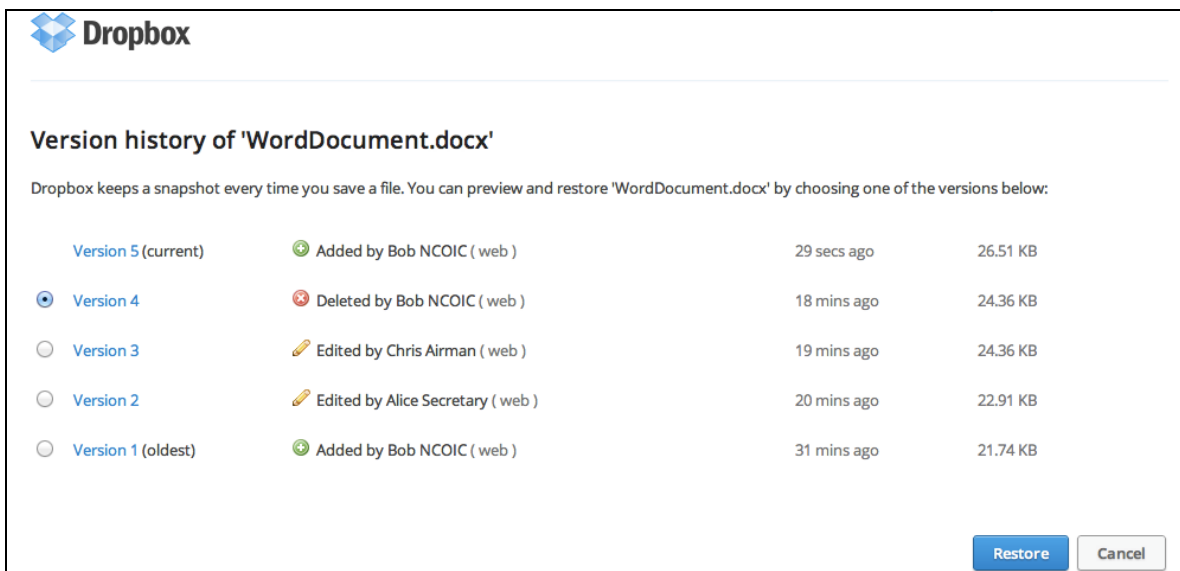 Dropbox
Version history of 'WordDocument.docx'
Dropbox keeps a snapshot every time you save a file. You can preview and restore 'WordDocument.docx' by choosing one of the versions below:
Version 5 (current) Added by Bob NCOIC ( web ) 29 secs ago 26.51 KB
Version 4 Deleted by Bob NCOIC ( web ) 18 mins ago 24.36 KB
Version 3 Edited by Chris Airman ( web ) 19 mins ago 24.36 KB
Version 2 Edited by Alice Secretary ( web ) 20 mins ago 22.91 KB
Version 1 (oldest) Added by Bob NCOIC ( web ) 31 mins ago 21.74 KB
Restore Cancel